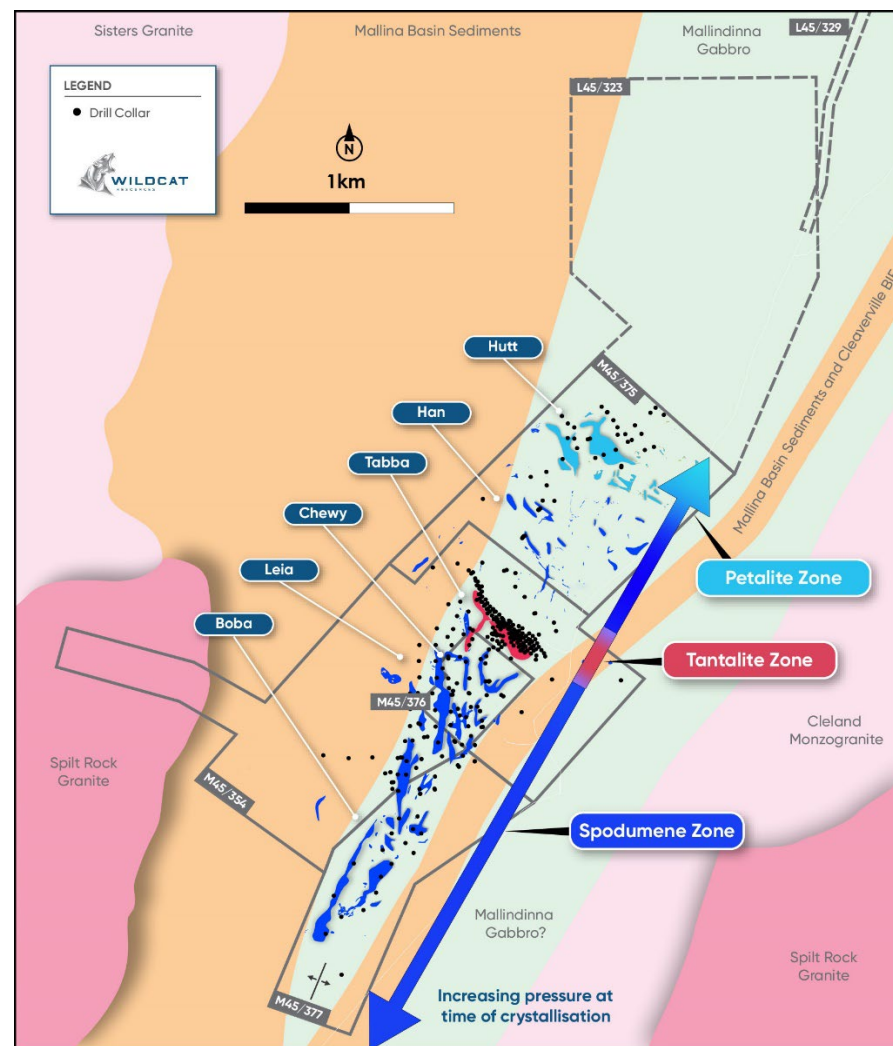 Sisters Granite
Mallina Basin Sediments
Mallindinna
Gabbro
L45/329
LEGEND
Drill Collar
WILDCAT
RESOURCES
L45/323
N
1km
Mallina Basin Sediments and Cleaverville BIF
Hutt
M45/375
Han
Tabba
Chewy
Leia
Petalite Zone
Boba
Tantalite Zone
M45/376
Cleland
Monzogranite
Spilt Rock
Granite
M45/354
Spodumene Zone
Mallindinna
Gabbro?
Spilt Rock
Granite
M45/377
Increasing pressure at
time of crystallisation